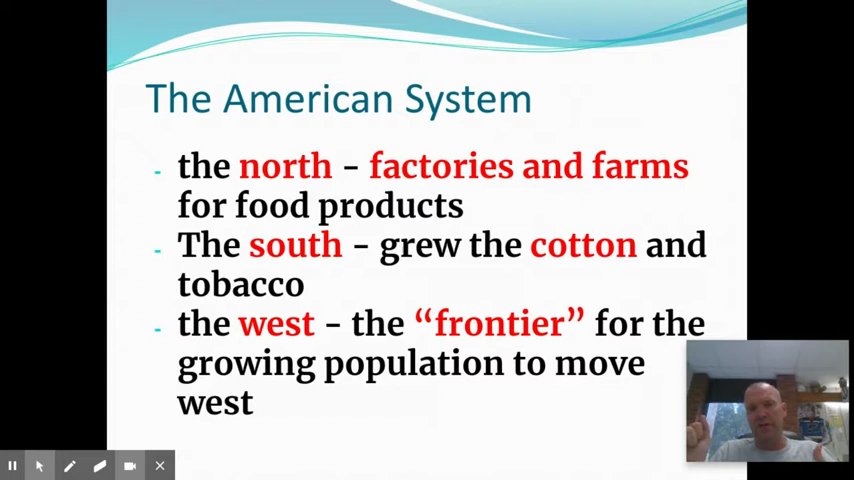 The American System
- the north - factories and farms
for food products
- The south - grew the cotton and
tobacco
- the west - the “frontier” for the
growing population to move
west